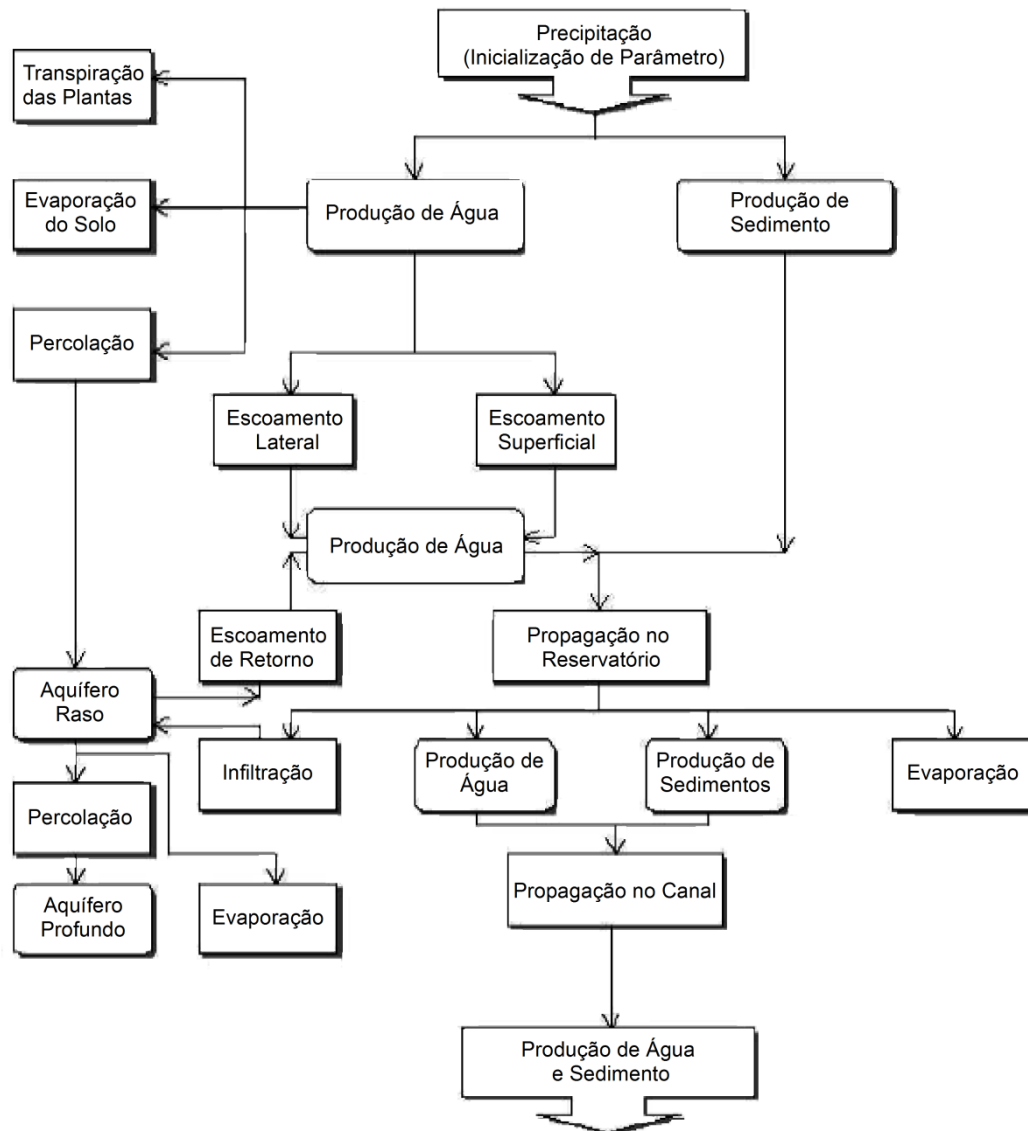 Precipitação
(Inicialização de Parâmetro)
Transpiração
das Plantas
Evaporação
do Solo
Produção de Água
Produção de
Sedimento
Percolação
Escoamento
Lateral
Escoamento
Superficial
Produção de Água
Escoamento
de Retorno
Propagação no
Reservatório
Aquífero
Raso
Infiltração
Produção de
Água
Produção de
Sedimentos
Evaporação
Percolação
Aquífero
Profundo
Evaporação
Propagação no Canal
Produção de Água
e Sedimento